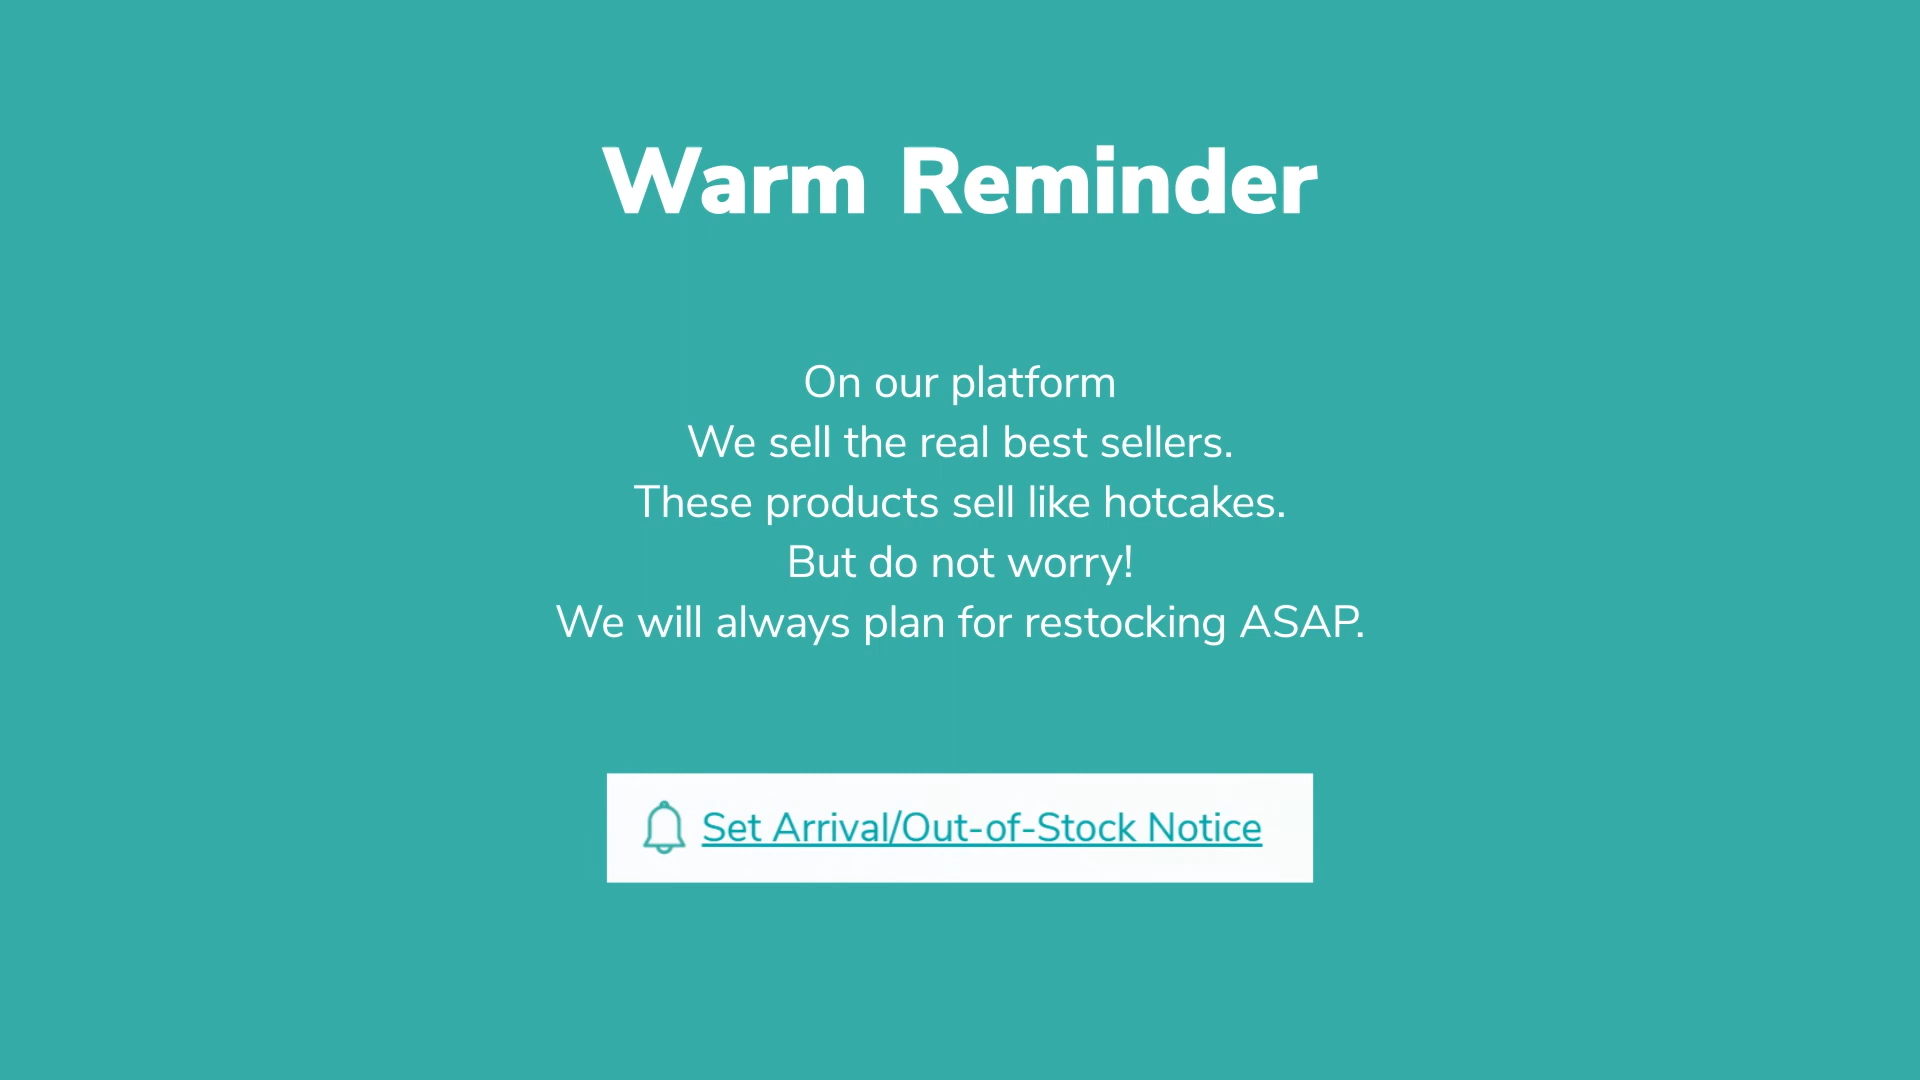 Warm Reminder
On our platform
We sell the real best sellers.
These products sell like hotcakes.
But do not worry!
We will always plan for restocking ASAP.
Set Arrival/Out-of-Stock Notice